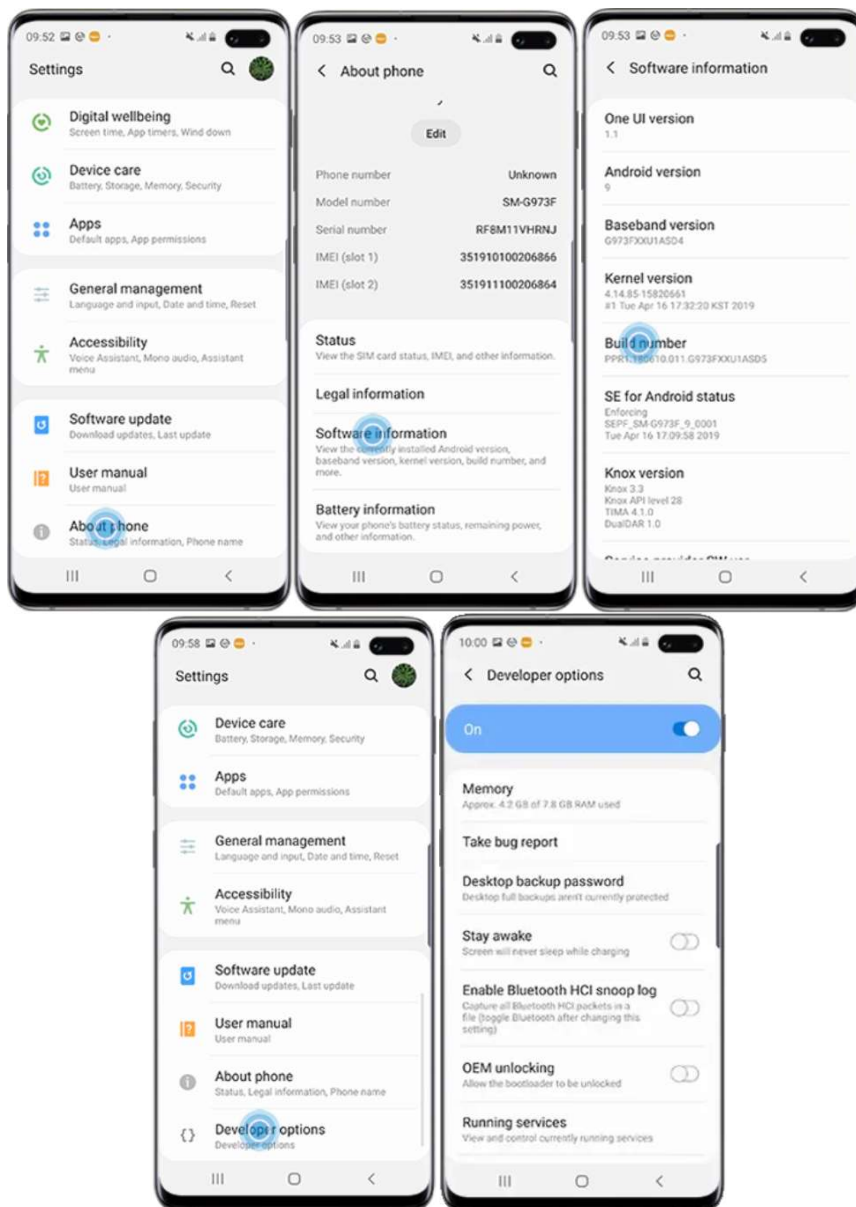 09:52
Settings
Digital wellbeing
Screen time, App timers, Wind down
Device care
Battery, Storage, Memory, Security
Apps
Default apps, App permissions
General management
Language and input, Date and time, Reset
Accessibility
Voice Assistant, Mono audio, Assistant
menu
Software update
Download updates, Last update
User manual
User manual
About phone
Status, Legal information, Phone name
09:53
About phone
Edit
Phone number Unknown
Model number SM-G973F
Serial number RF8M11VHRNJ
IMEI (slot 1) 351910100206866
IMEI (slot 2) 351911100206864
Status
View the SIM card status, IMEI, and other information.
Legal information
Software information
View the currently installed Android version,
baseband version, kernel version, build number, and
more.
Battery information
View your phone's battery status, remaining power,
and other information.
09:53
Software information
One UI version
1.1
Android version
9
Baseband version
G973FXXU1ASD4
Kernel version
4.14.85-15820661
#1 Tue Apr 16 17:32:20 KST 2019
Build number
PPR1.180610.011.G973FXXU1ASD5
SE for Android status
Enforcing
SEPF_SM-G973F_9_0001
Tue Apr 16 17:09:58 2019
Knox version
Knox 3.3
Knox API level 28
TIMA 4.1.0
DualDAR 1.0
09:58
Settings
Device care
Battery, Storage, Memory, Security
Apps
Default apps, App permissions
General management
Language and input, Date and time, Reset
Accessibility
Voice Assistant, Mono audio, Assistant
menu
Software update
Download updates, Last update
User manual
User manual
About phone
Status, Legal information, Phone name
Developer options
Developer options
10:00
Developer options
On
Memory
Approx. 4.2 GB of 7.8 GB RAM used
Take bug report
Desktop backup password
Desktop full backups aren't currently protected
Stay awake
Screen will never sleep while charging
Enable Bluetooth HCI snoop log
Capture all Bluetooth HCI packets in a
file (toggle Bluetooth after changing this
setting)
OEM unlocking
Allow the bootloader to be unlocked
Running services
View and control currently running services